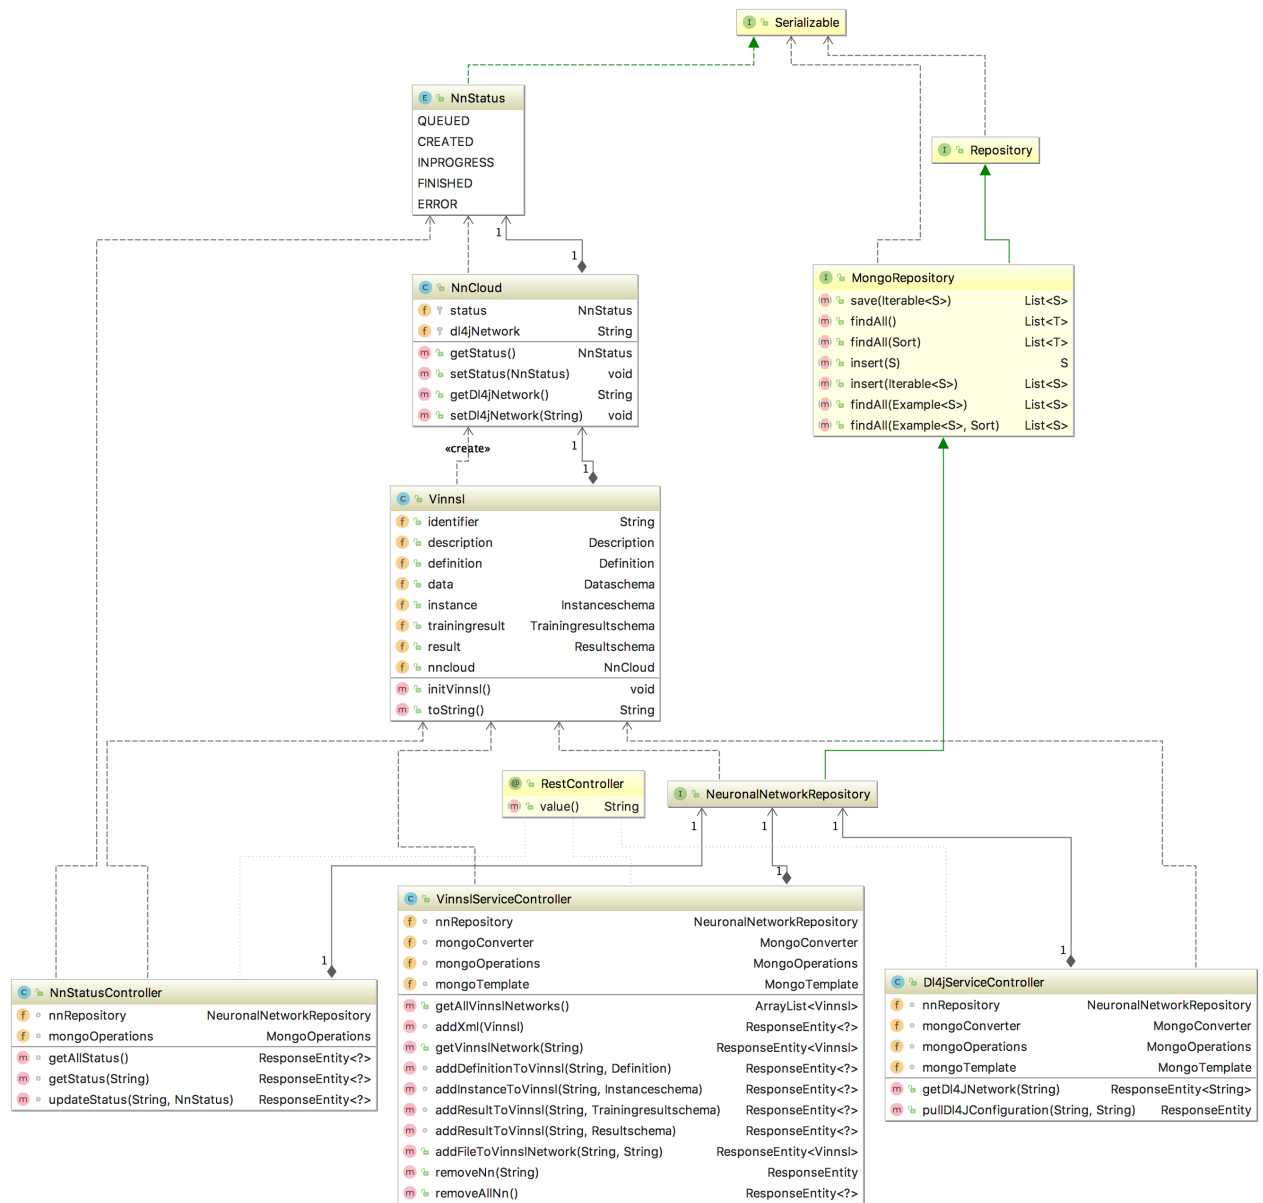 Serializable
NnStatus
QUEUED
CREATED
INPROGRESS
FINISHED
ERROR
Repository
1
1
NnCloud
status NnStatus
dl4jNetwork String
getStatus() NnStatus
setStatus(NnStatus) void
getDl4jNetwork() String
setDl4jNetwork(String) void
MongoRepository
save(Iterable<S>) List<S>
findAll() List<T>
findAll(Sort) List<T>
insert(S) S
insert(Iterable<S>) List<S>
findAll(Example<S>) List<S>
findAll(Example<S>, Sort) List<S>
«create»
1
1
Vinnsl
identifier String
description Description
definition Definition
data Dataschema
instance Instanceschema
trainingresult Trainingresultschema
result Resultschema
nncloud NnCloud
initVinnsl() void
toString() String
@ RestController
value() String
NeuronalNetworkRepository
1
1
1
1
1
1
VinnslServiceController
nnRepository NeuronalNetworkRepository
mongoConverter MongoConverter
mongoOperations MongoOperations
mongoTemplate MongoTemplate
getAllVinnslNetworks() ArrayList<Vinnsl>
addXml(Vinnsl) ResponseEntity<?>
getVinnslNetwork(String) ResponseEntity<Vinnsl>
addDefinitionToVinnsl(String, Definition) ResponseEntity<?>
addInstanceToVinnsl(String, Instanceschema) ResponseEntity<?>
addResultToVinnsl(String, Trainingresultschema) ResponseEntity<?>
addResultToVinnsl(String, Resultschema) ResponseEntity<?>
addFileToVinnslNetwork(String, String) ResponseEntity<Vinnsl>
removeNn(String) ResponseEntity
removeAllNn() ResponseEntity<?>
NnStatusController
nnRepository NeuronalNetworkRepository
mongoOperations MongoOperations
getAllStatus() ResponseEntity<?>
getStatus(String) ResponseEntity<?>
updateStatus(String, NnStatus) ResponseEntity<?>
Dl4jServiceController
nnRepository NeuronalNetworkRepository
mongoConverter MongoConverter
mongoOperations MongoOperations
mongoTemplate MongoTemplate
getDl4JNetwork(String) ResponseEntity<String>
pullDl4JConfiguration(String, String) ResponseEntity